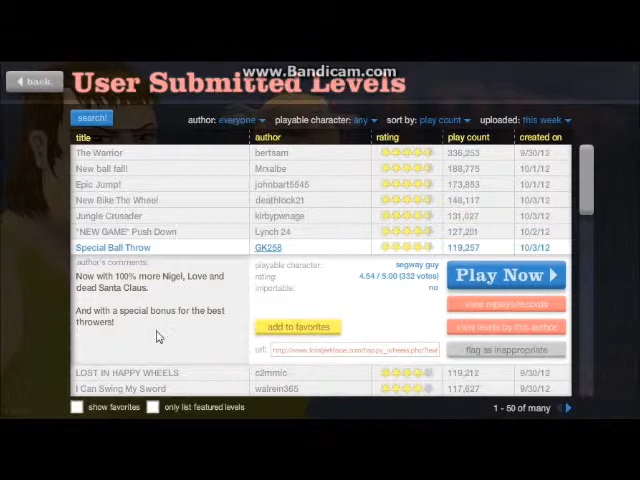 www.Bandicam.com
back
User Submitted Levels
search!
author: everyone playable character: any sort by: play count uploaded: this week
title author rating play count created on
The Warrior bertsam 336,253 9/30/12
New ball fall! Mrxalbe 188,775 10/1/12
Epic Jump! johnbart5545 173,853 10/1/12
New Bike The Wheel deathlock21 148,117 10/3/12
Jungle Crusader kirbypwnage 131,027 10/3/12
"NEW GAME" Push Down Lynch 24 127,201 10/2/12
Special Ball Throw GK258 119,257 10/3/12
author's comments:
Now with 100% more Nigel, Love and
dead Santa Claus.
And with a special bonus for the best
throwers!
playable character: segway guy
rating: 4.54 / 5.00 (332 votes)
importable: no
add to favorites
Play Now
view replays/records
view levels by this author
flag as inappropriate
url:
LOST IN HAPPY WHEELS c2mmic 119,212 9/30/12
I Can Swing My Sword walrein365 117,627 9/30/12
show favorites only list featured levels 1 - 50 of many